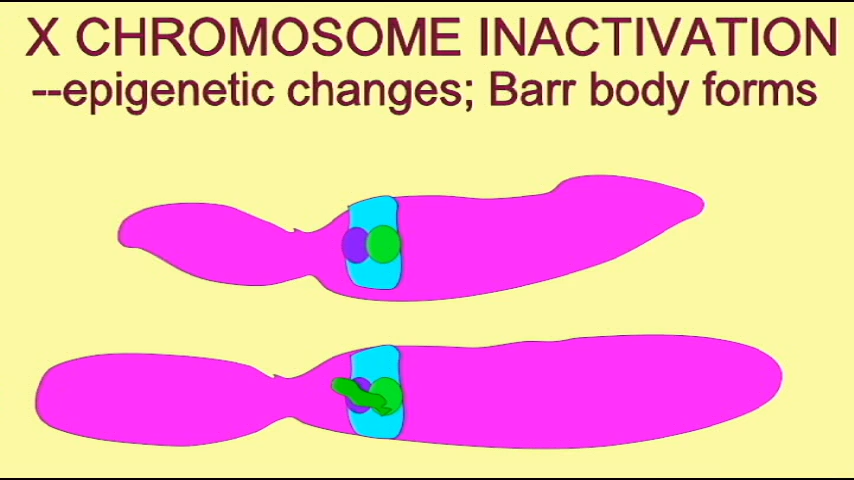 X CHROMOSOME INACTIVATION
--epigenetic changes; Barr body forms